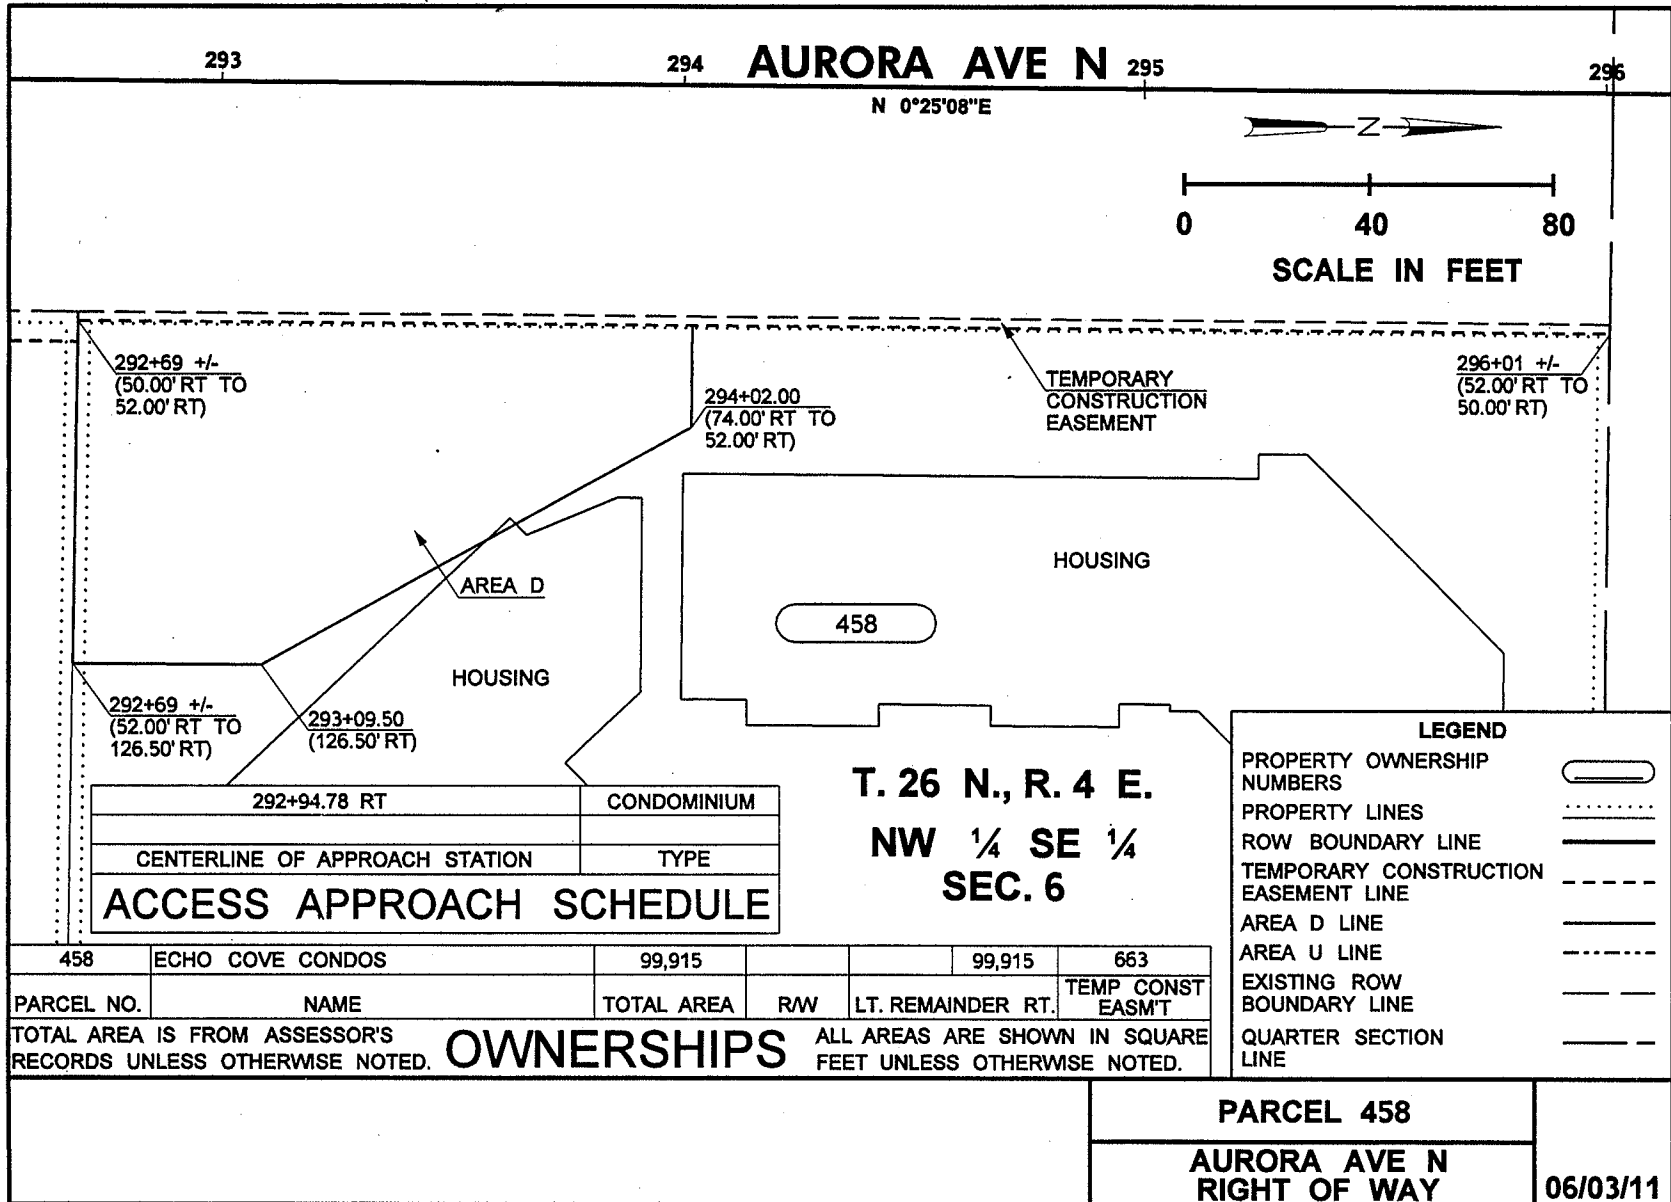 293
294
AURORA AVE N
295
296
N 0°25'08"E
Z
0 40 80
SCALE IN FEET
292+69 +/-
(50.00' RT TO
52.00' RT)
294+02.00
(74.00' RT TO
52.00' RT)
TEMPORARY
CONSTRUCTION
EASEMENT
296+01 +/-
(52.00' RT TO
50.00' RT)
AREA D
HOUSING
458
HOUSING
292+69 +/-
(52.00' RT TO
126.50' RT)
293+09.50
(126.50' RT)
T. 26 N., R. 4 E.
NW ¼ SE ¼
SEC. 6
292+94.78 RT CONDOMINIUM
CENTERLINE OF APPROACH STATION TYPE
ACCESS APPROACH SCHEDULE
458 ECHO COVE CONDOS 99,915 99,915 663
PARCEL NO. NAME TOTAL AREA R/W LT. REMAINDER RT. TEMP CONST
EASM'T
TOTAL AREA IS FROM ASSESSOR'S
RECORDS UNLESS OTHERWISE NOTED.
OWNERSHIPS
ALL AREAS ARE SHOWN IN SQUARE
FEET UNLESS OTHERWISE NOTED.
LEGEND
PROPERTY OWNERSHIP
NUMBERS
PROPERTY LINES
ROW BOUNDARY LINE
TEMPORARY CONSTRUCTION
EASEMENT LINE
AREA D LINE
AREA U LINE
EXISTING ROW
BOUNDARY LINE
QUARTER SECTION
LINE
PARCEL 458
AURORA AVE N
RIGHT OF WAY
06/03/11